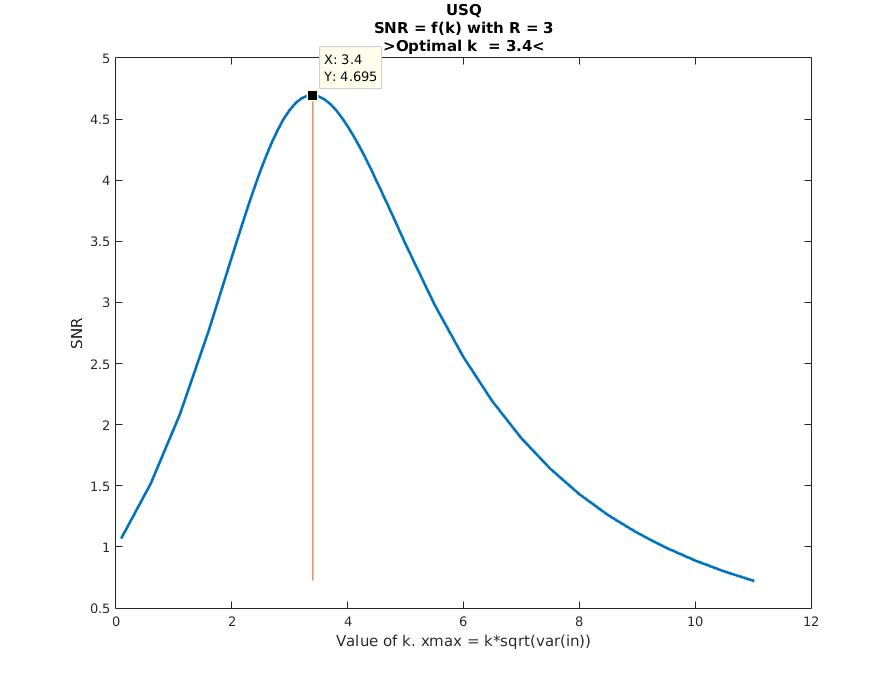 USQ
SNR = f(k) with R = 3
>Optimal k  = 3.4<
X: 3.4
Y: 4.695
5
4.5
4
3.5
3
2.5
2
1.5
1
0.5
SNR
0 2 4 6 8 10 12
Value of k. xmax = k*sqrt(var(in))